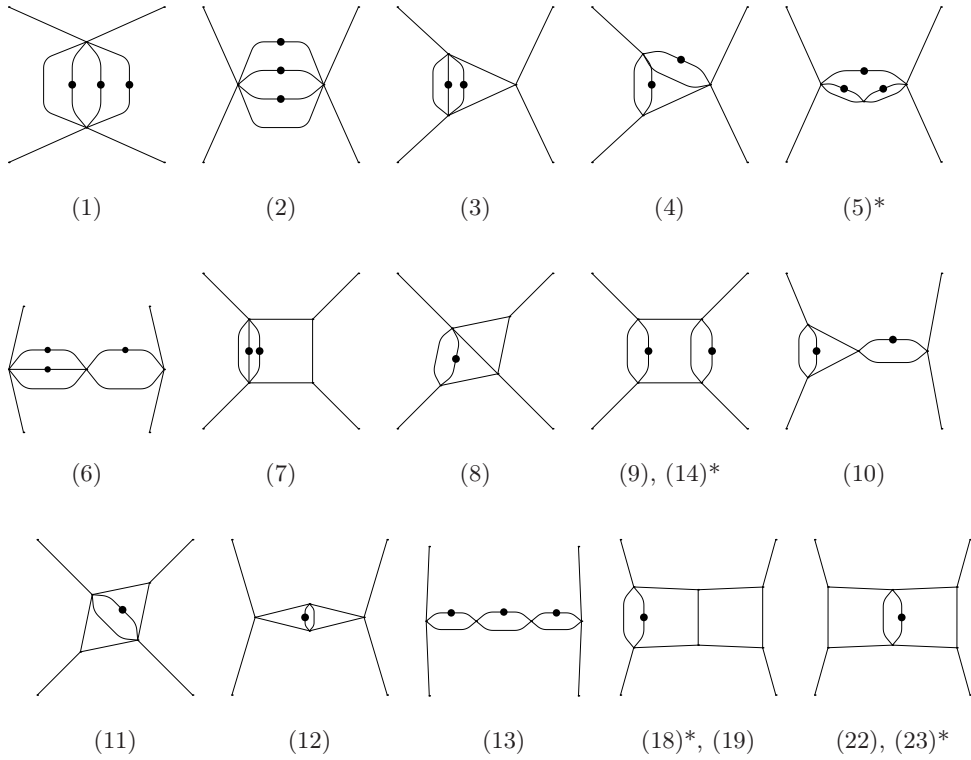 (1) (2) (3) (4) (5)*
(6) (7) (8) (9), (14)* (10)
(11) (12) (13) (18)*, (19) (22), (23)*